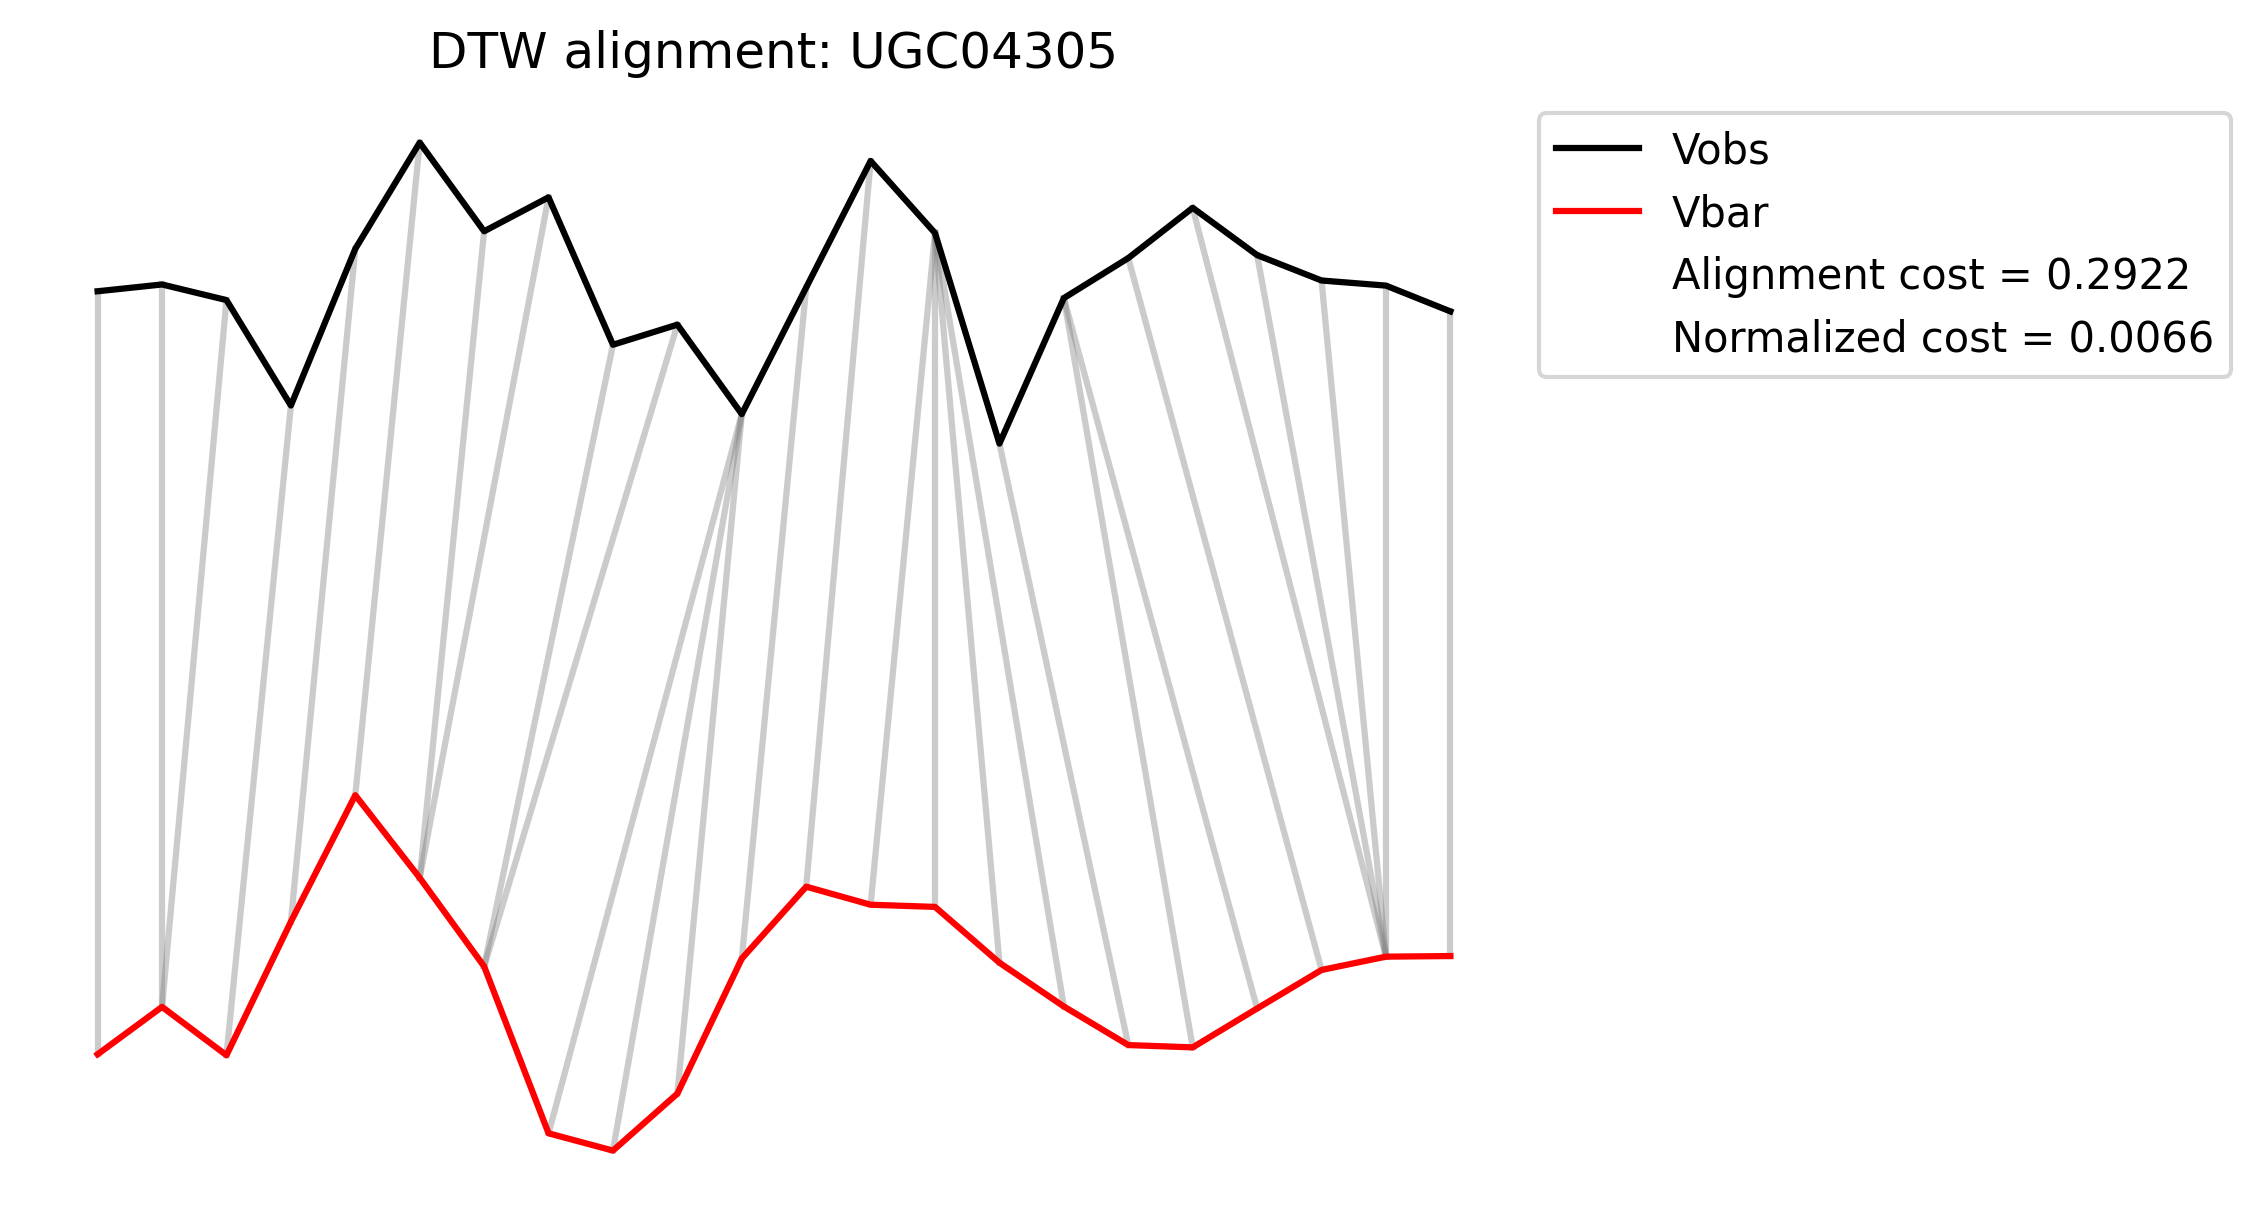 DTW alignment: UGC04305
Vobs
Vbar
Alignment cost = 0.2922
Normalized cost = 0.0066